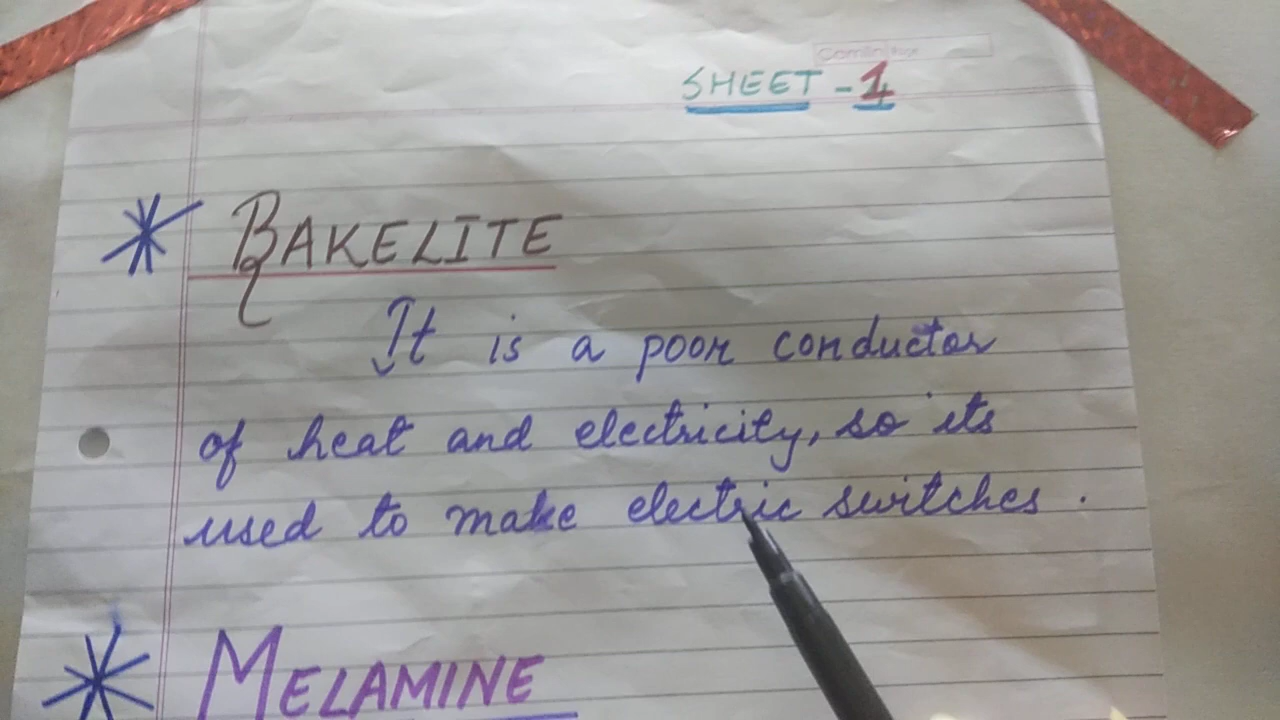 SHEET - 1
* BAKELITE
It is a poor conductor
of heat and electricity, so its
used to make electric switches.
* MELAMINE